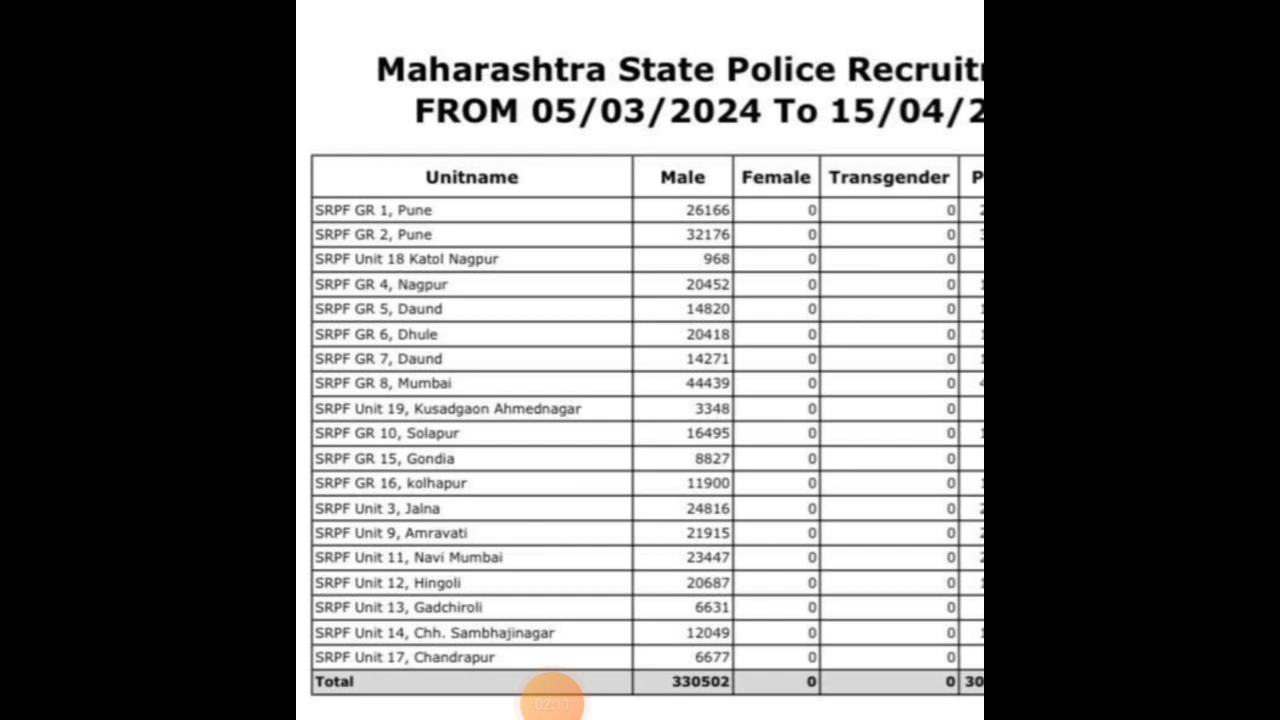 Maharashtra State Police
FROM 05/03/2024 To 15/04/
Unitname Male Female Transgender
SRPF GR 1, Pune 26166 0 0
SRPF GR 2, Pune 32176 0 0
SRPF Unit 18 Katol Nagpur 968 0 0
SRPF GR 4, Nagpur 20452 0 0
SRPF GR 5, Daund 14820 0 0
SRPF GR 6, Dhule 20418 0 0
SRPF GR 7, Daund 14271 0 0
SRPF GR 8, Mumbai 44439 0 0
SRPF Unit 19, Kusadgaon Ahmednagar 3348 0 0
SRPF GR 10, Solapur 16495 0 0
SRPF GR 15, Gondia 8827 0 0
SRPF GR 16, kolhapur 11900 0 0
SRPF Unit 3, Jalna 24816 0 0
SRPF Unit 9, Amravati 21915 0 0
SRPF Unit 11, Navi Mumbai 23447 0 0
SRPF Unit 12, Hingoli 20687 0 0
SRPF Unit 13, Gadchiroli 6631 0 0
SRPF Unit 14, Chh. Sambhajinagar 12049 0 0
SRPF Unit 17, Chandrapur 6677 0 0
Total 330502 0 0 30
02:11